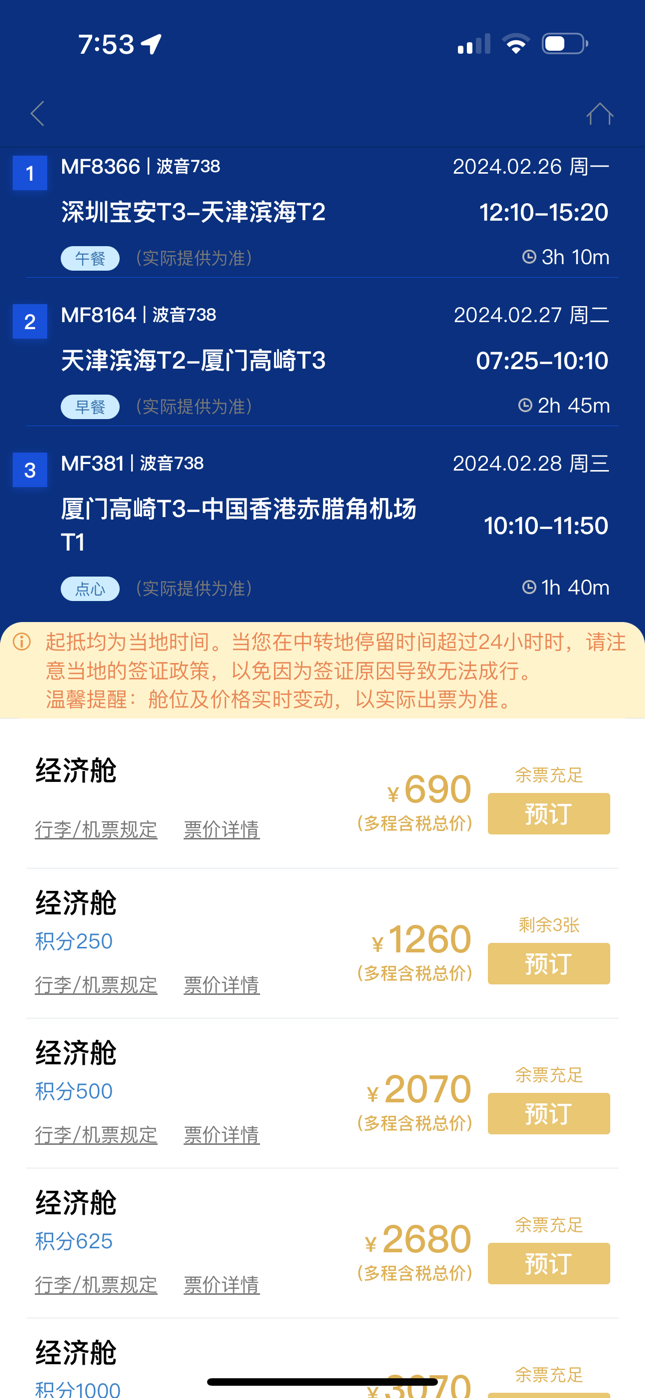 7:53
1
MF8366 | 波音738
2024.02.26 周一
深圳宝安T3-天津滨海T2
12:10-15:20
午餐
(实际提供为准)
3h 10m
2
MF8164 | 波音738
2024.02.27 周二
天津滨海T2-厦门高崎T3
07:25-10:10
早餐
(实际提供为准)
2h 45m
3
MF381 | 波音738
2024.02.28 周三
厦门高崎T3-中国香港赤腊角机场
T1
10:10-11:50
点心
(实际提供为准)
1h 40m
起抵均为当地时间。当您在中转地停留时间超过24小时时，请注
意当地的签证政策，以免因为签证原因导致无法成行。
温馨提醒：舱位及价格实时变动，以实际出票为准。
经济舱
¥690
(多程含税总价)
余票充足
预订
行李/机票规定
票价详情
经济舱
积分250
¥1260
(多程含税总价)
剩余3张
预订
行李/机票规定
票价详情
经济舱
积分500
¥2070
(多程含税总价)
余票充足
预订
行李/机票规定
票价详情
经济舱
积分625
¥2680
(多程含税总价)
余票充足
预订
行李/机票规定
票价详情
经济舱
积分1000
¥3070
余票充足